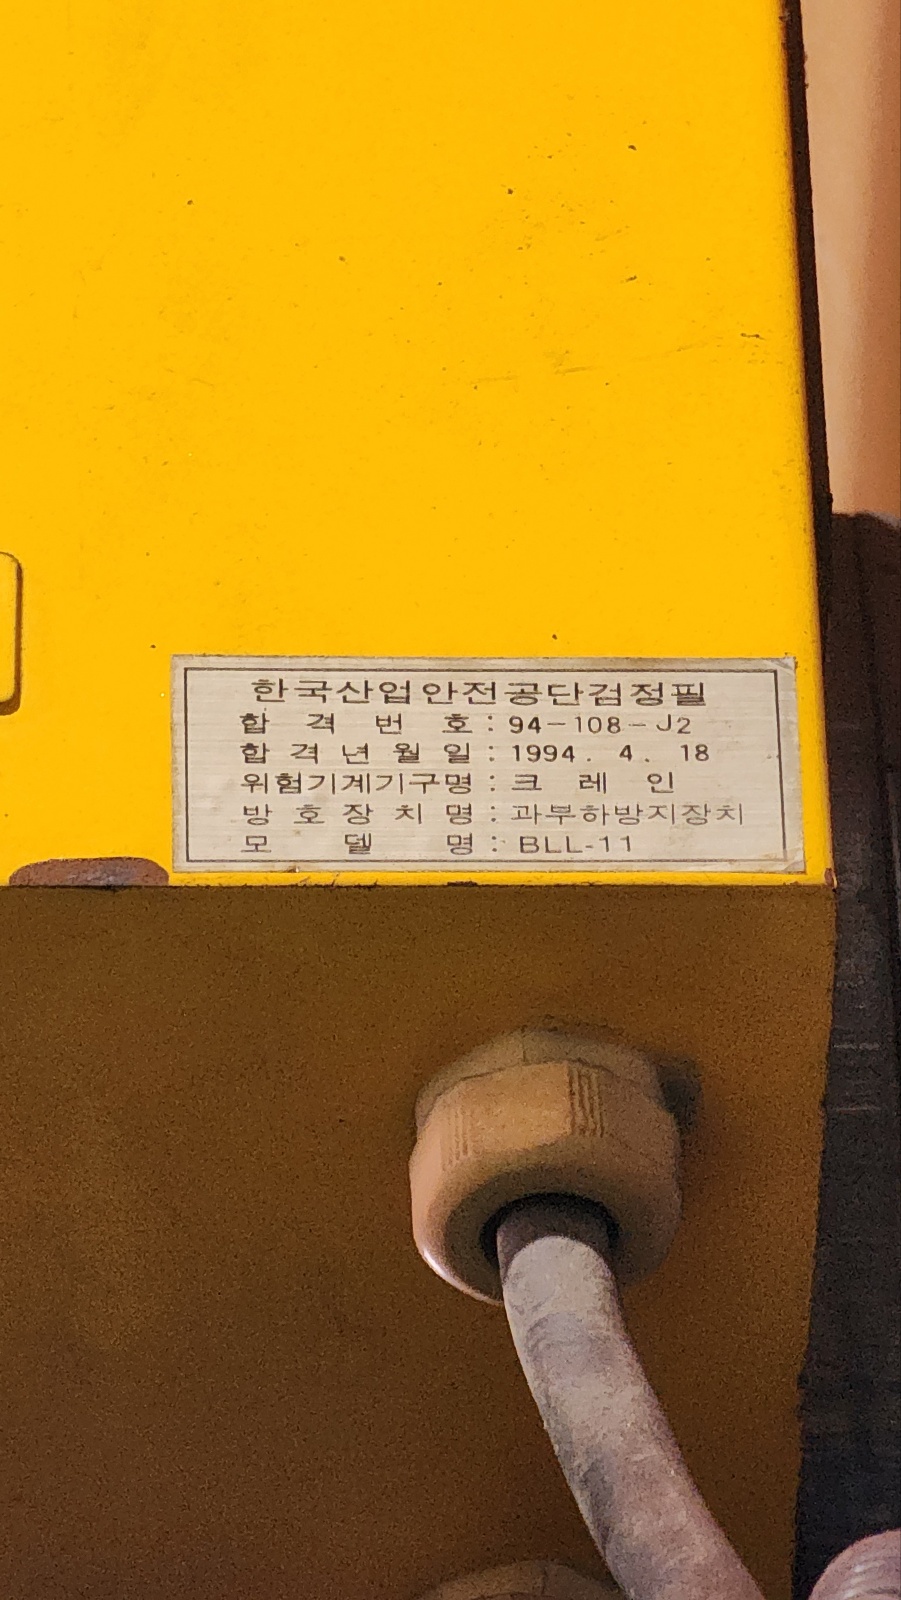 한국산업안전공단검정필
합 격 번 호 : 94-108-J2
합 격 년 월 일 : 1994. 4. 18
위험기계기구명 : 크 레 인
방 호 장 치 명 : 과부하방지장치
모 델 명 : BLL-11